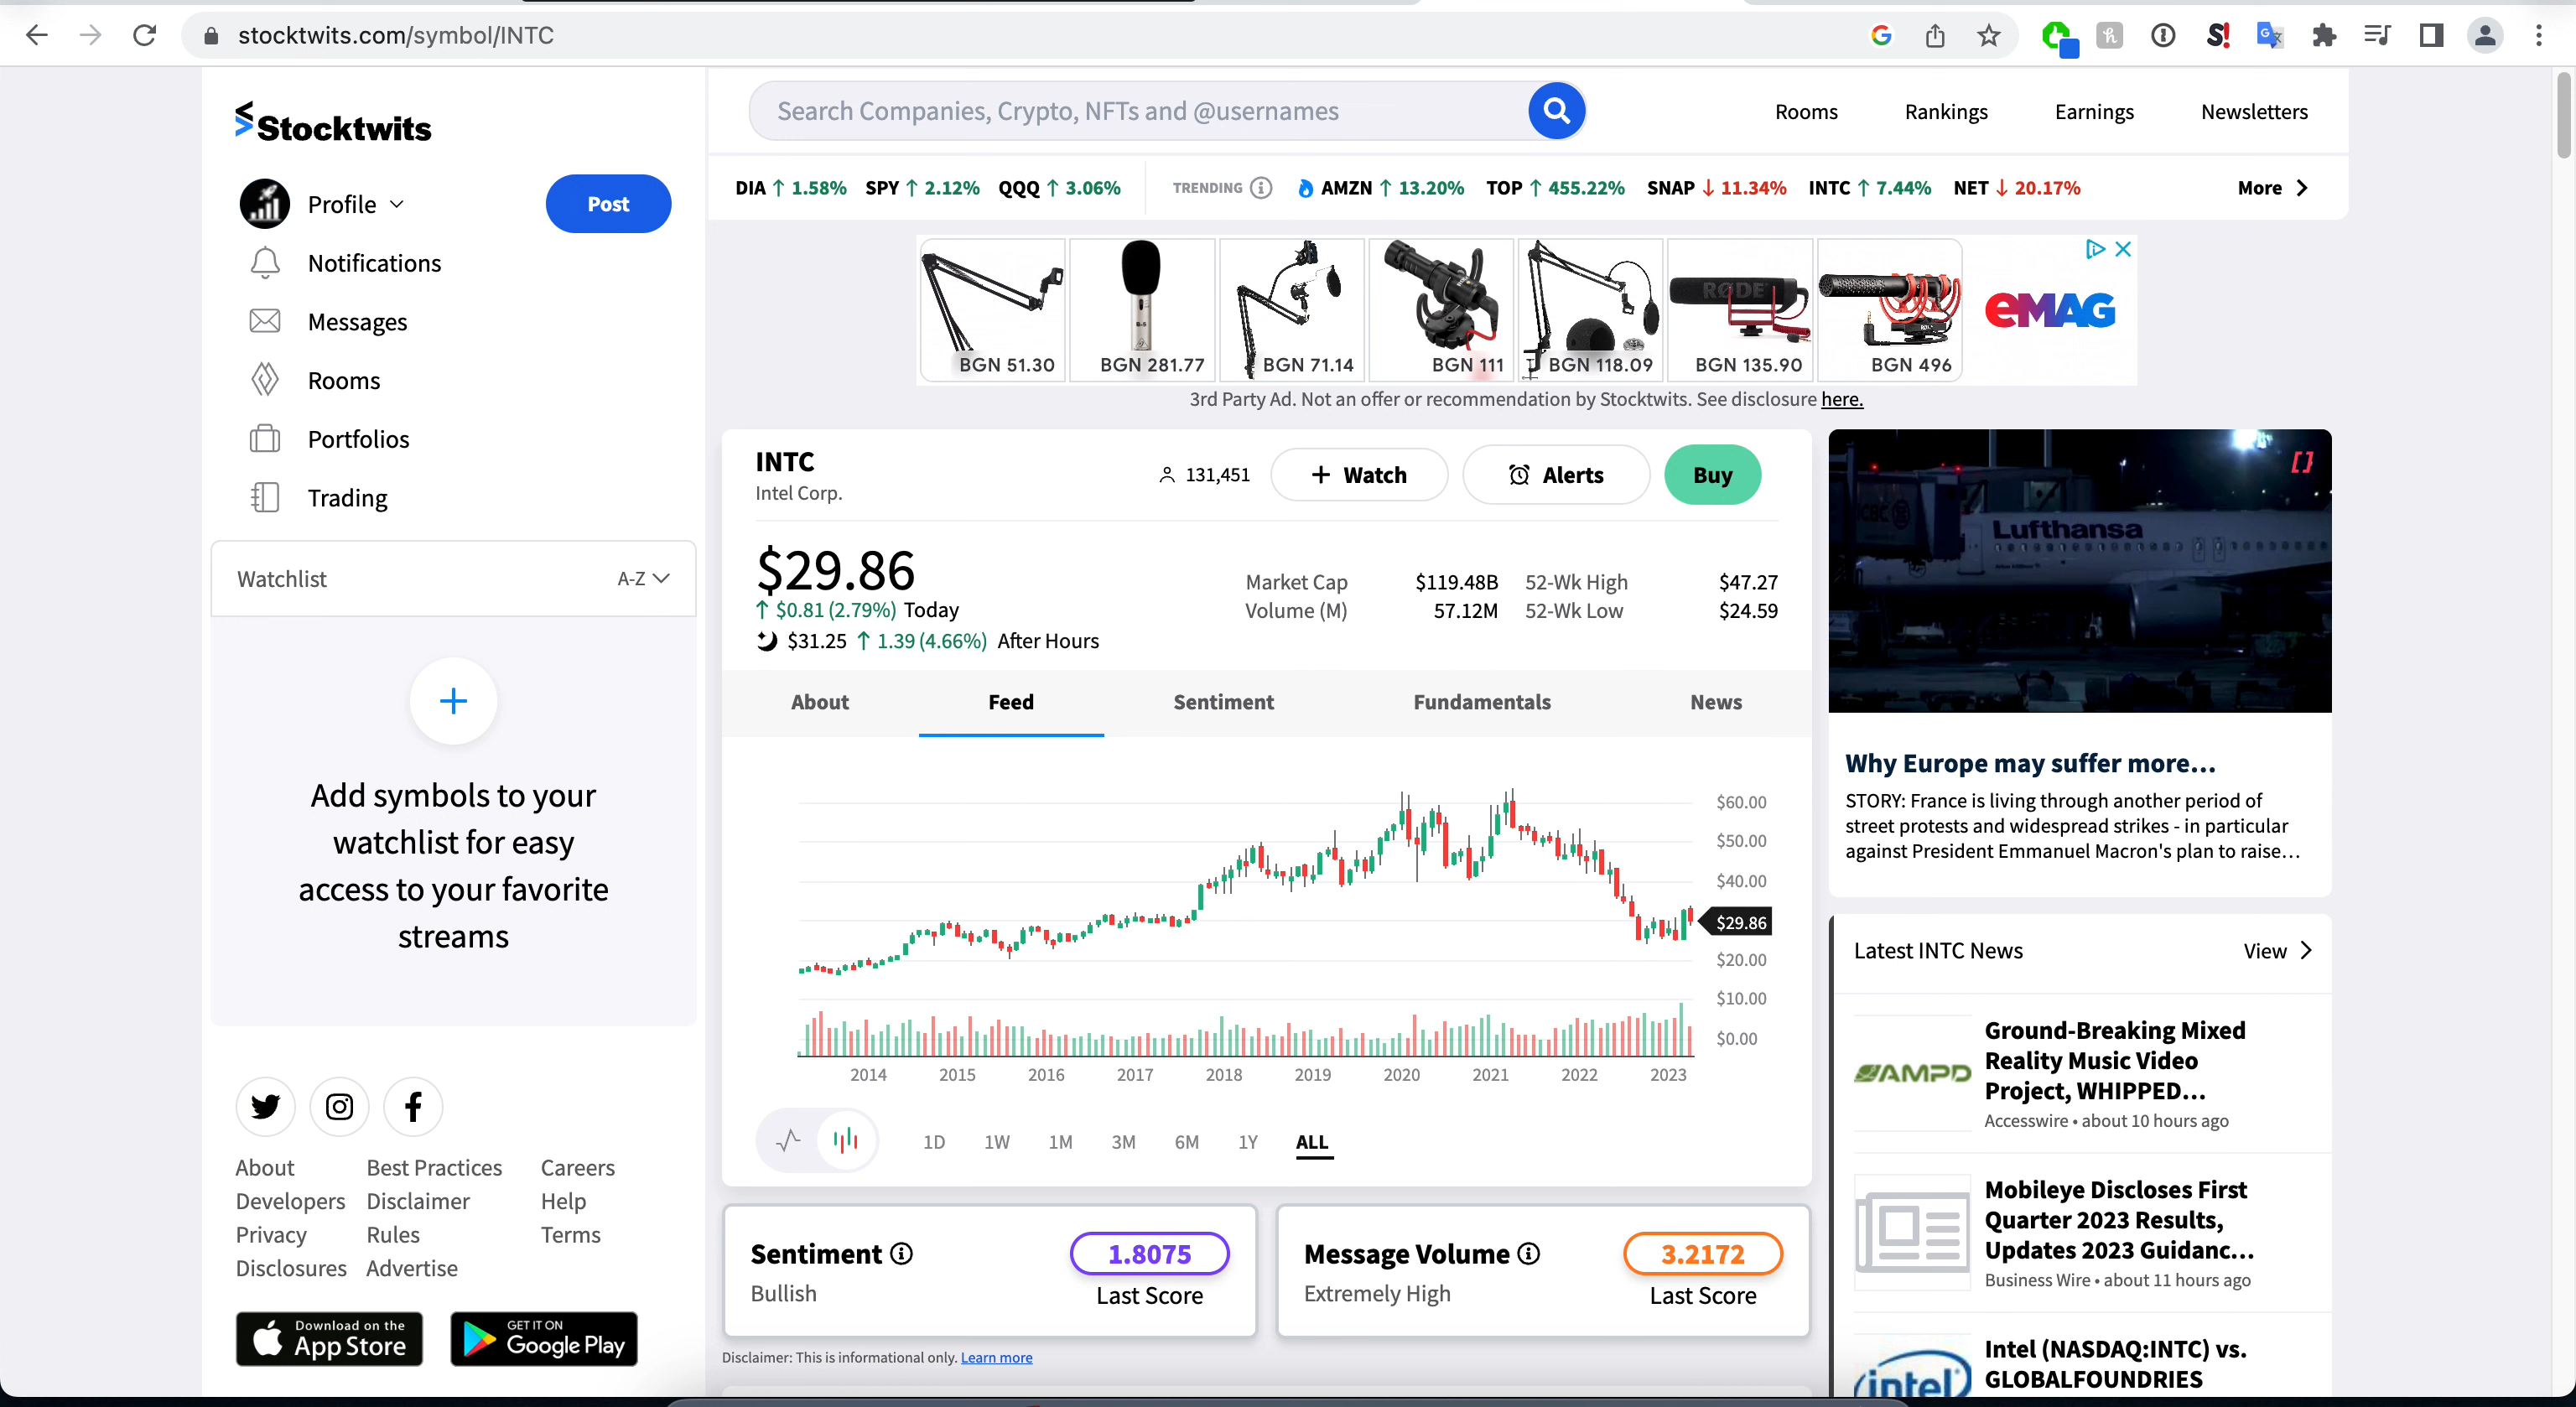 stocktwits.com/symbol/INTC
Stocktwits
Search Companies, Crypto, NFTs and @usernames
Rooms
Rankings
Earnings
Newsletters
DIA ↑ 1.58% SPY ↑ 2.12% QQQ ↑ 3.06% TRENDING AMZN ↑ 13.20% TOP ↑ 455.22% SNAP ↓ 11.34% INTC ↑ 7.44% NET ↓ 20.17% More
Profile
Post
Notifications
Messages
Rooms
Portfolios
Trading
Watchlist A-Z
Add symbols to your
watchlist for easy
access to your favorite
streams
About Best Practices Careers
Developers Disclaimer Help
Privacy Rules Terms
Disclosures Advertise
Download on the
App Store
GET IT ON
Google Play
RØDE
BGN 51.30
BGN 281.77
BGN 71.14
BGN 111
BGN 118.09
BGN 135.90
BGN 496
eMAG
3rd Party Ad. Not an offer or recommendation by Stocktwits. See disclosure here.
INTC
Intel Corp.
131,451
+ Watch
Alerts
Buy
$29.86
↑ $0.81 (2.79%) Today
$31.25 ↑ 1.39 (4.66%) After Hours
Market Cap $119.48B 52-Wk High $47.27
Volume (M) 57.12M 52-Wk Low $24.59
About
Feed
Sentiment
Fundamentals
News
$60.00
$50.00
$40.00
$29.86
$20.00
$10.00
$0.00
2014 2015 2016 2017 2018 2019 2020 2021 2022 2023
1D 1W 1M 3M 6M 1Y ALL
Sentiment 1.8075
Bullish Last Score
Message Volume 3.2172
Extremely High Last Score
Disclaimer: This is informational only. Learn more
Lufthansa
Why Europe may suffer more...
STORY: France is living through another period of
street protests and widespread strikes - in particular
against President Emmanuel Macron's plan to raise...
Latest INTC News View
AMPD
Ground-Breaking Mixed
Reality Music Video
Project, WHIPPED...
Accesswire • about 10 hours ago
Mobileye Discloses First
Quarter 2023 Results,
Updates 2023 Guidanc...
Business Wire • about 11 hours ago
intel
Intel (NASDAQ:INTC) vs.
GLOBALFOUNDRIES